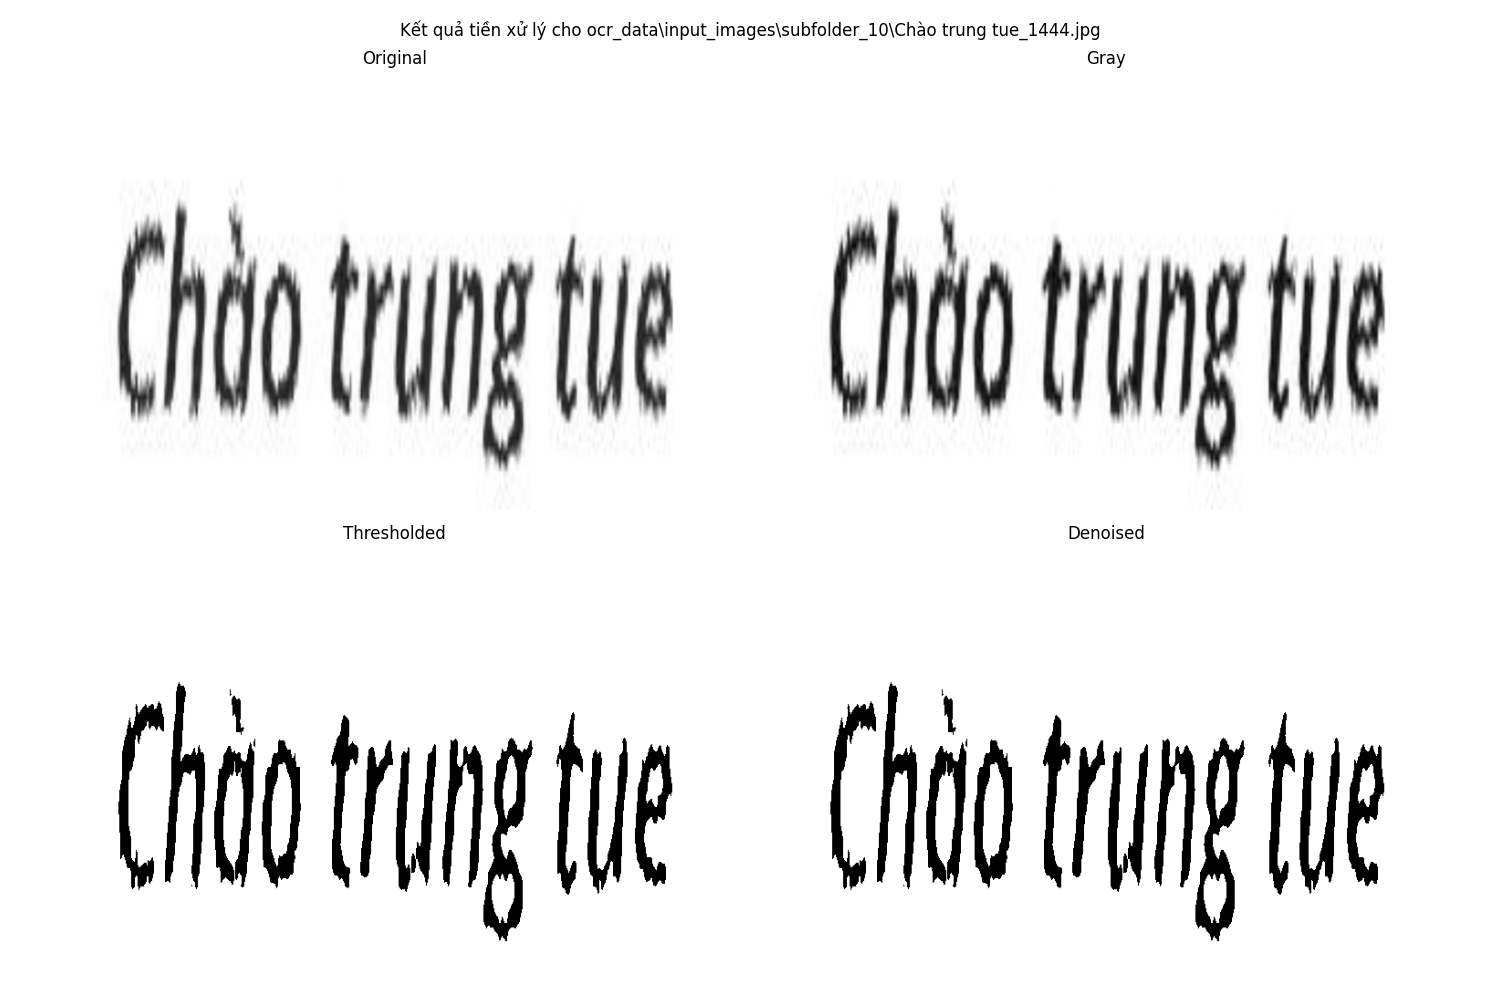 Kết quả tiền xử lý cho ocr_data\input_images\subfolder_10\Chào trung tue_1444.jpg
Original
Gray
Chào trung tue
Chào trung tue
Thresholded
Denoised
Chào trung tue
Chào trung tue